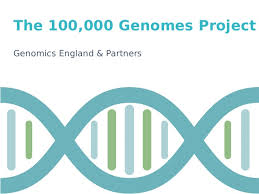 The 100,000 Genomes Project
Genomics England & Partners